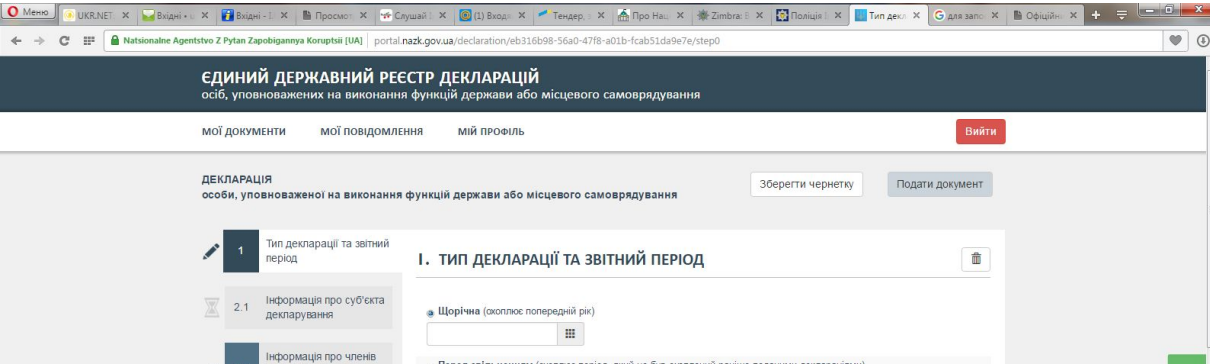 Меню
UKR.NET
Вхідні •
Вхідні -
Просмот
Слушай
(1) Вход
Тендер,
Про Нац
Zimbra:
Поліція
Тип декл
для запо
Офіційн
Natsionalne Agentstvo Z Pytan Zapobigannya Koruptsii [UA] portal.nazk.gov.ua/declaration/eb316b98-56a0-47f8-a01b-fcab51da9e7e/step0
ЄДИНИЙ ДЕРЖАВНИЙ РЕЄСТР ДЕКЛАРАЦІЙ
осіб, уповноважених на виконання функцій держави або місцевого самоврядування
МОЇ ДОКУМЕНТИ МОЇ ПОВІДОМЛЕННЯ МІЙ ПРОФІЛЬ Вийти
ДЕКЛАРАЦІЯ
особи, уповноваженої на виконання функцій держави або місцевого самоврядування
Зберегти чернетку Подати документ
1 Тип декларації та звітний
період
I. ТИП ДЕКЛАРАЦІЇ ТА ЗВІТНИЙ ПЕРІОД
2.1 Інформація про суб'єкта
декларування
Щорічна (охоплює попередній рік)
Інформація про членів